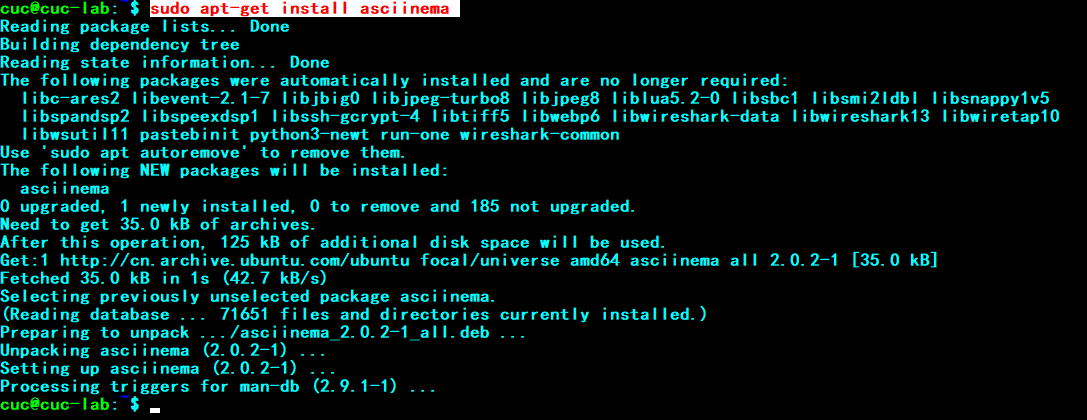 cuc@cuc-lab:~$ sudo apt-get install asciinema
Reading package lists... Done
Building dependency tree
Reading state information... Done
The following packages were automatically installed and are no longer required:
  libc-ares2 libevent-2.1-7 libjbig0 libjpeg-turbo8 libjpeg8 liblua5.2-0 libsbc1 libsmi2ldbl libsnappy1v5
  libspandsp2 libspeexdsp1 libssh-gcrypt-4 libtiff5 libwebp6 libwireshark-data libwireshark13 libwiretap10
  libwsutil11 pastebinit python3-newt run-one wireshark-common
Use 'sudo apt autoremove' to remove them.
The following NEW packages will be installed:
  asciinema
0 upgraded, 1 newly installed, 0 to remove and 185 not upgraded.
Need to get 35.0 kB of archives.
After this operation, 125 kB of additional disk space will be used.
Get:1 http://cn.archive.ubuntu.com/ubuntu focal/universe amd64 asciinema all 2.0.2-1 [35.0 kB]
Fetched 35.0 kB in 1s (42.7 kB/s)
Selecting previously unselected package asciinema.
(Reading database ... 71651 files and directories currently installed.)
Preparing to unpack .../asciinema_2.0.2-1_all.deb ...
Unpacking asciinema (2.0.2-1) ...
Setting up asciinema (2.0.2-1) ...
Processing triggers for man-db (2.9.1-1) ...
cuc@cuc-lab:~$